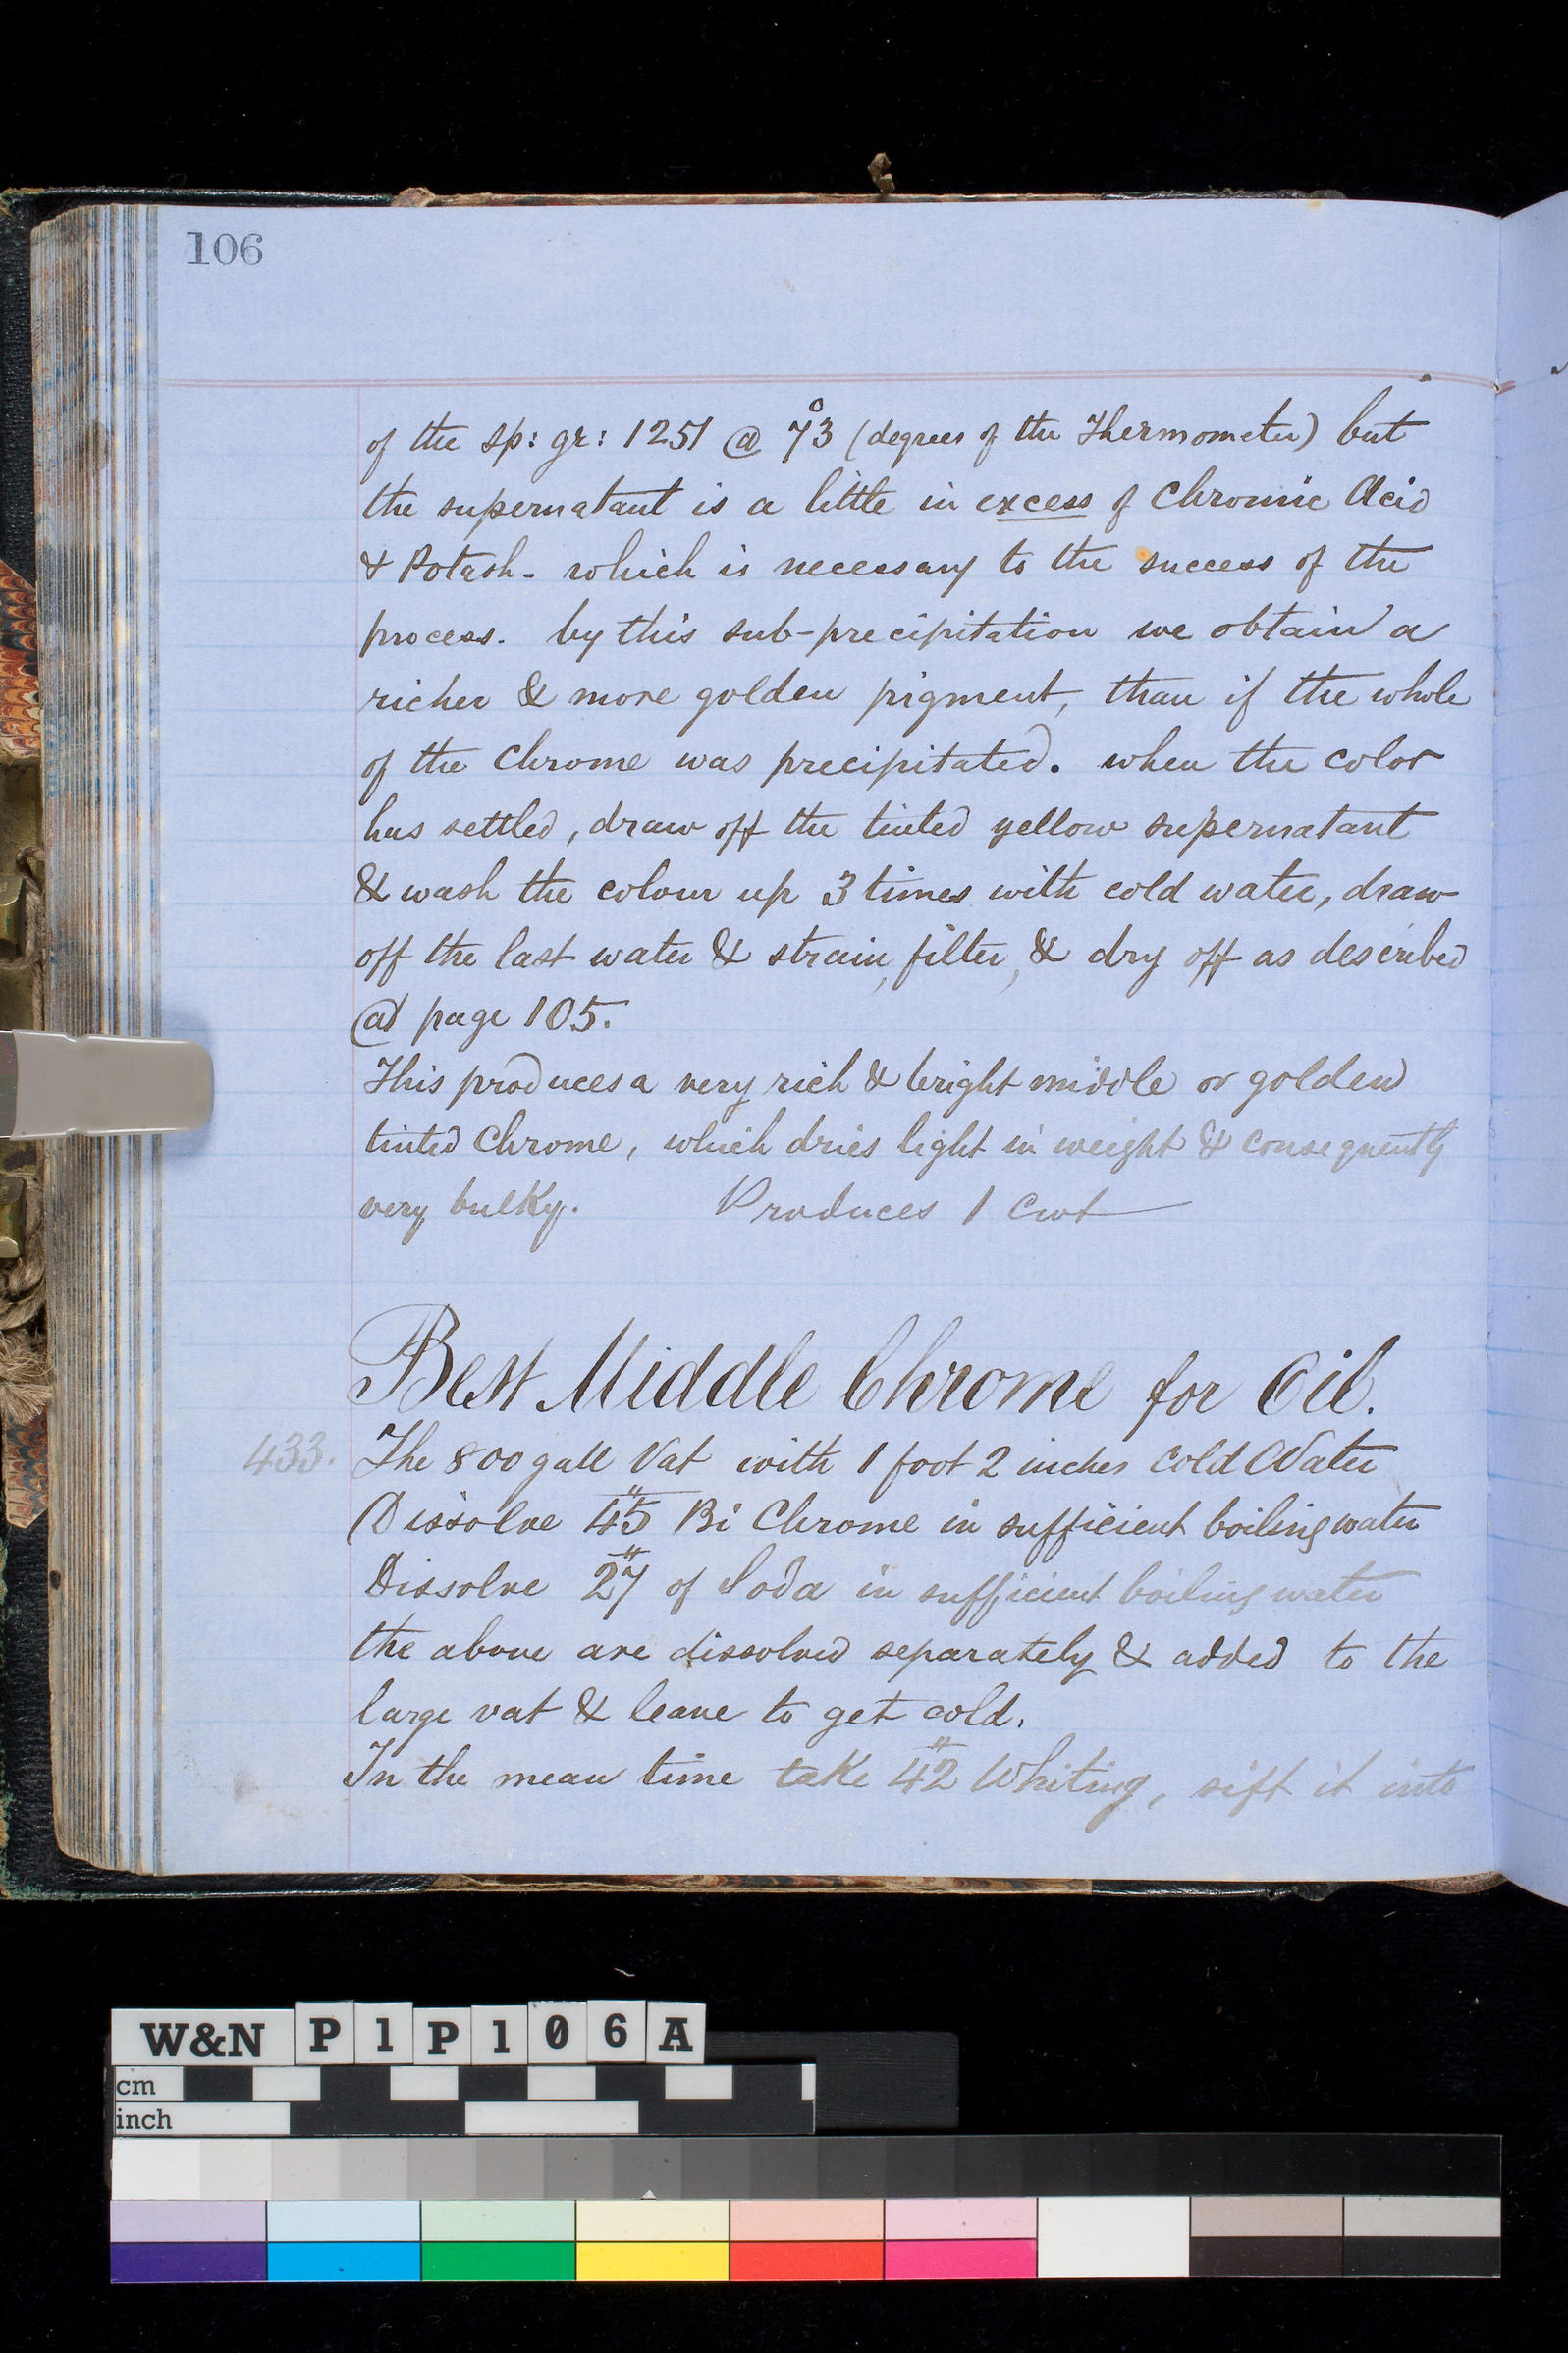 106
of the sp: gr: 1251 @ 73° (degrees of the Thermometer) but
the supernatant is a little in excess of Chromic Acid
& Potash - which is necessary to the success of the
process. by this sub-precipitation we obtain a
richer & more golden pigment, than if the whole
of the Chrome was precipitated. when the color
has settled, draw off the tinted yellow supernatant
& wash the colour up 3 times with cold water, draw
off the last water & strain, filter, & dry off as described
@ page 105.
This produces a very rich & bright middle or golden
tinted Chrome, which dries light in weight & consequently
very bulky. Produces 1 Cwt
Best Middle Chrome for Oil.
433. The 800 gall Vat with 1 foot 2 inches Cold Water
Dissolve 45 ″ Bi Chrome in sufficient boiling water
Dissolve 27 ″ of Soda in sufficient boiling water
the above are dissolved separately & added to the
large vat & leave to get cold.
In the mean time take 42 ″ Whiting, sift it into
W&N P1P106A
cm
inch